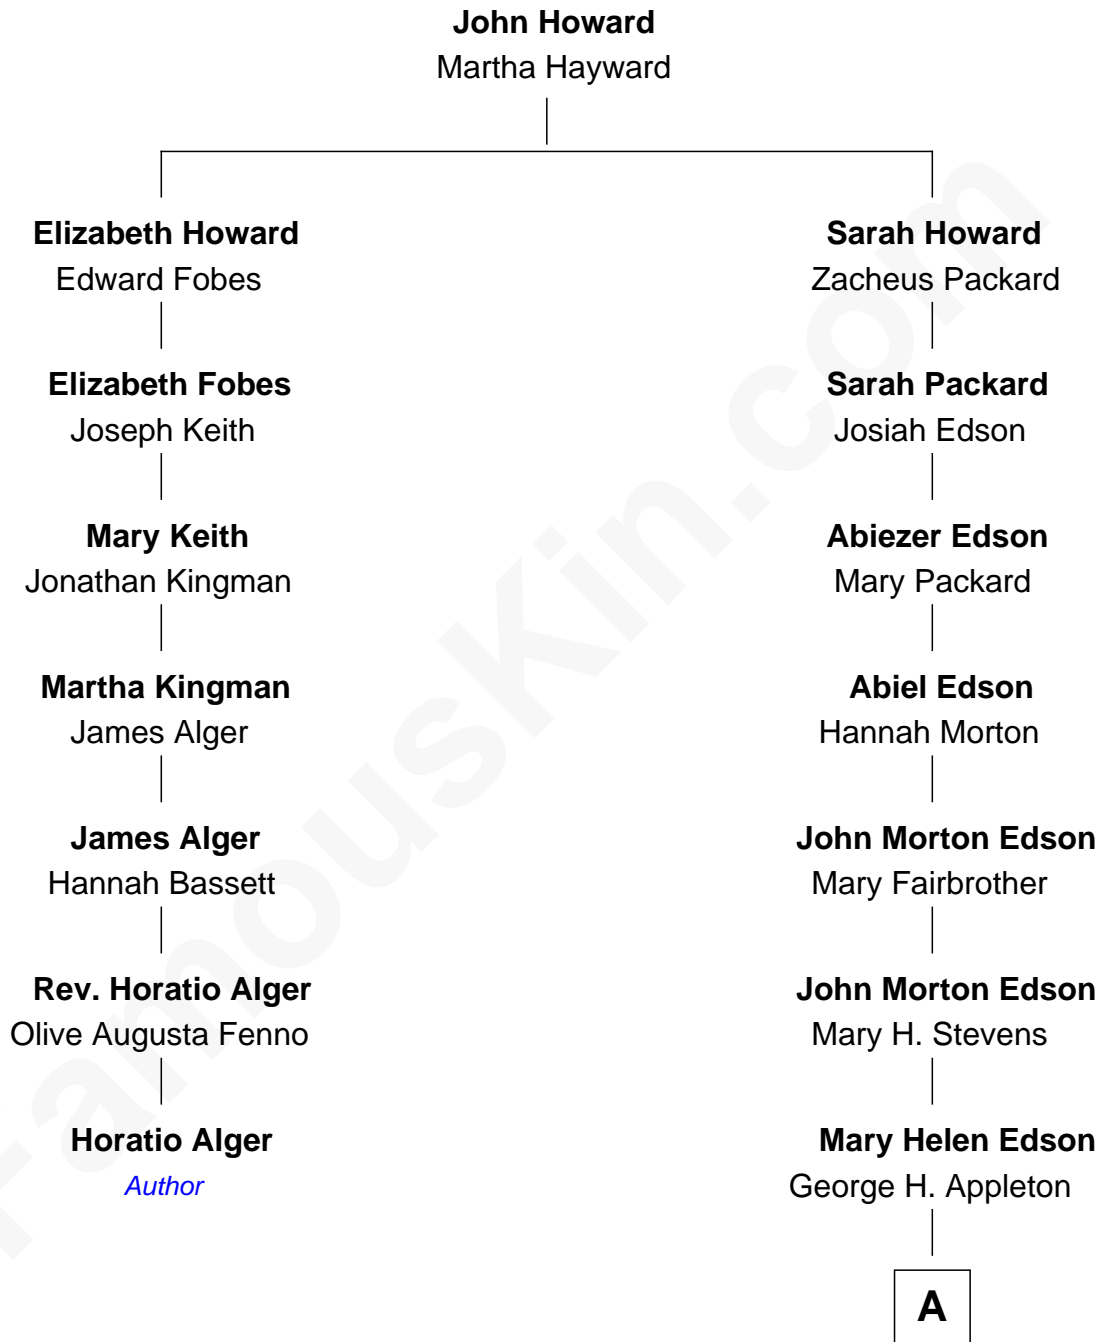 John Howard
Martha Hayward
Elizabeth Howard
Edward Fobes
Sarah Howard
Zacheus Packard
Elizabeth Fobes
Joseph Keith
Sarah Packard
Josiah Edson
Mary Keith
Jonathan Kingman
Abiezer Edson
Mary Packard
Martha Kingman
James Alger
Abiel Edson
Hannah Morton
James Alger
Hannah Bassett
John Morton Edson
Mary Fairbrother
Rev. Horatio Alger
Olive Augusta Fenno
John Morton Edson
Mary H. Stevens
Horatio Alger
Author
Mary Helen Edson
George H. Appleton
A
FamousKin.com